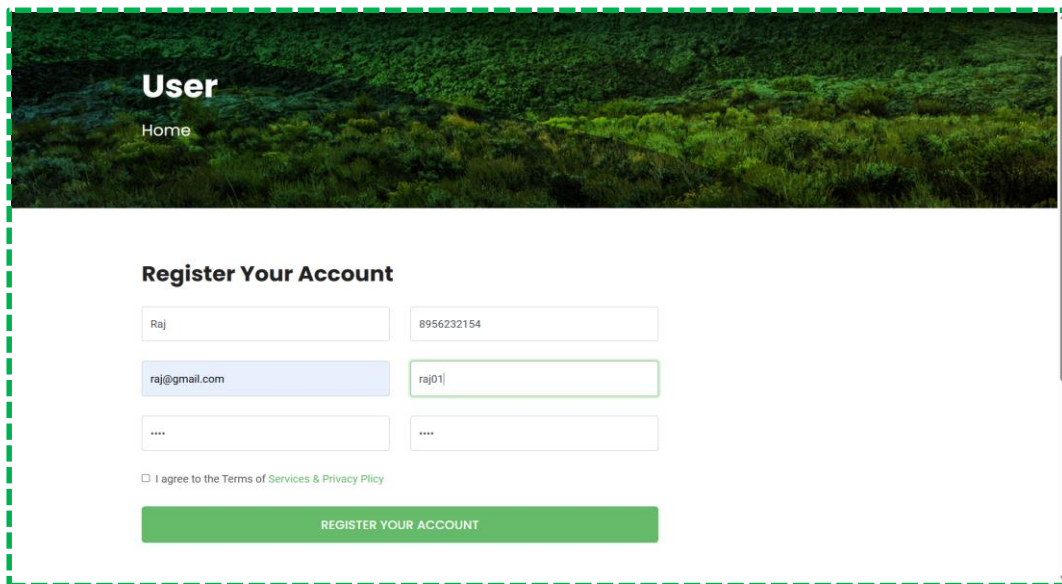 User
Home
Register Your Account
Raj 8956232154
raj@gmail.com raj01
•••• ••••
I agree to the Terms of Services & Privacy Plicy
REGISTER YOUR ACCOUNT